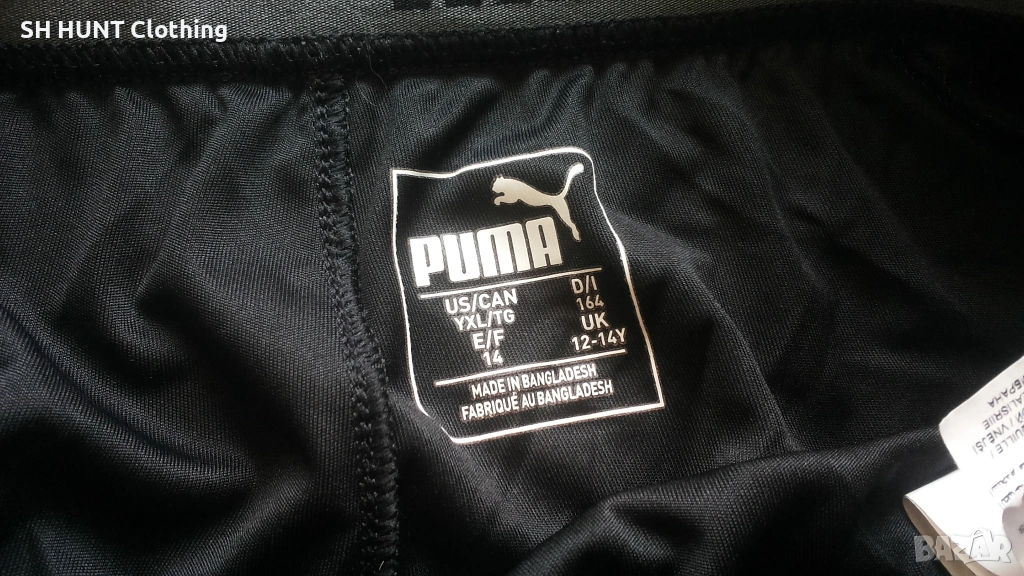 SH HUNT Clothing
PUMA
US/CAN D/I
YXL/TG 164
E/F UK
14 12-14Y
MADE IN BANGLADESH
FABRIQUÉ AU BANGLADESH
BAZAR